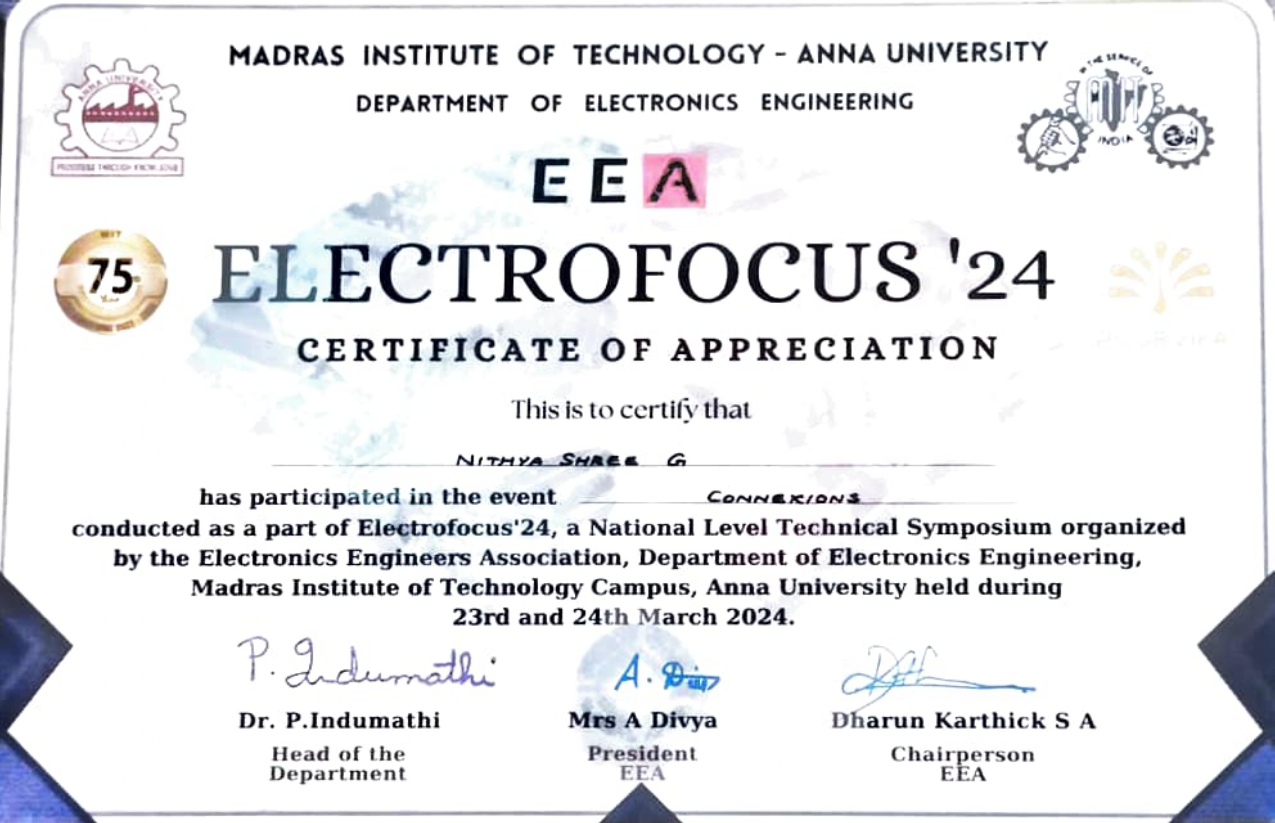 MADRAS INSTITUTE OF TECHNOLOGY - ANNA UNIVERSITY
DEPARTMENT OF ELECTRONICS ENGINEERING
ANNA UNIVERSITY
PROGRESS THROUGH KNOWLEDGE
IN THE SERVICE OF
MIT
INDIA
EEA
MIT
75
ELECTROFOCUS '24
CERTIFICATE OF APPRECIATION
This is to certify that
NITHYA SHREE G
has participated in the event CONNEXIONS
conducted as a part of Electrofocus'24, a National Level Technical Symposium organized
by the Electronics Engineers Association, Department of Electronics Engineering,
Madras Institute of Technology Campus, Anna University held during
23rd and 24th March 2024.
P. Indumathi A. Divya
Dr. P.Indumathi Mrs A Divya Dharun Karthick S A
Head of the President Chairperson
Department EEA EEA